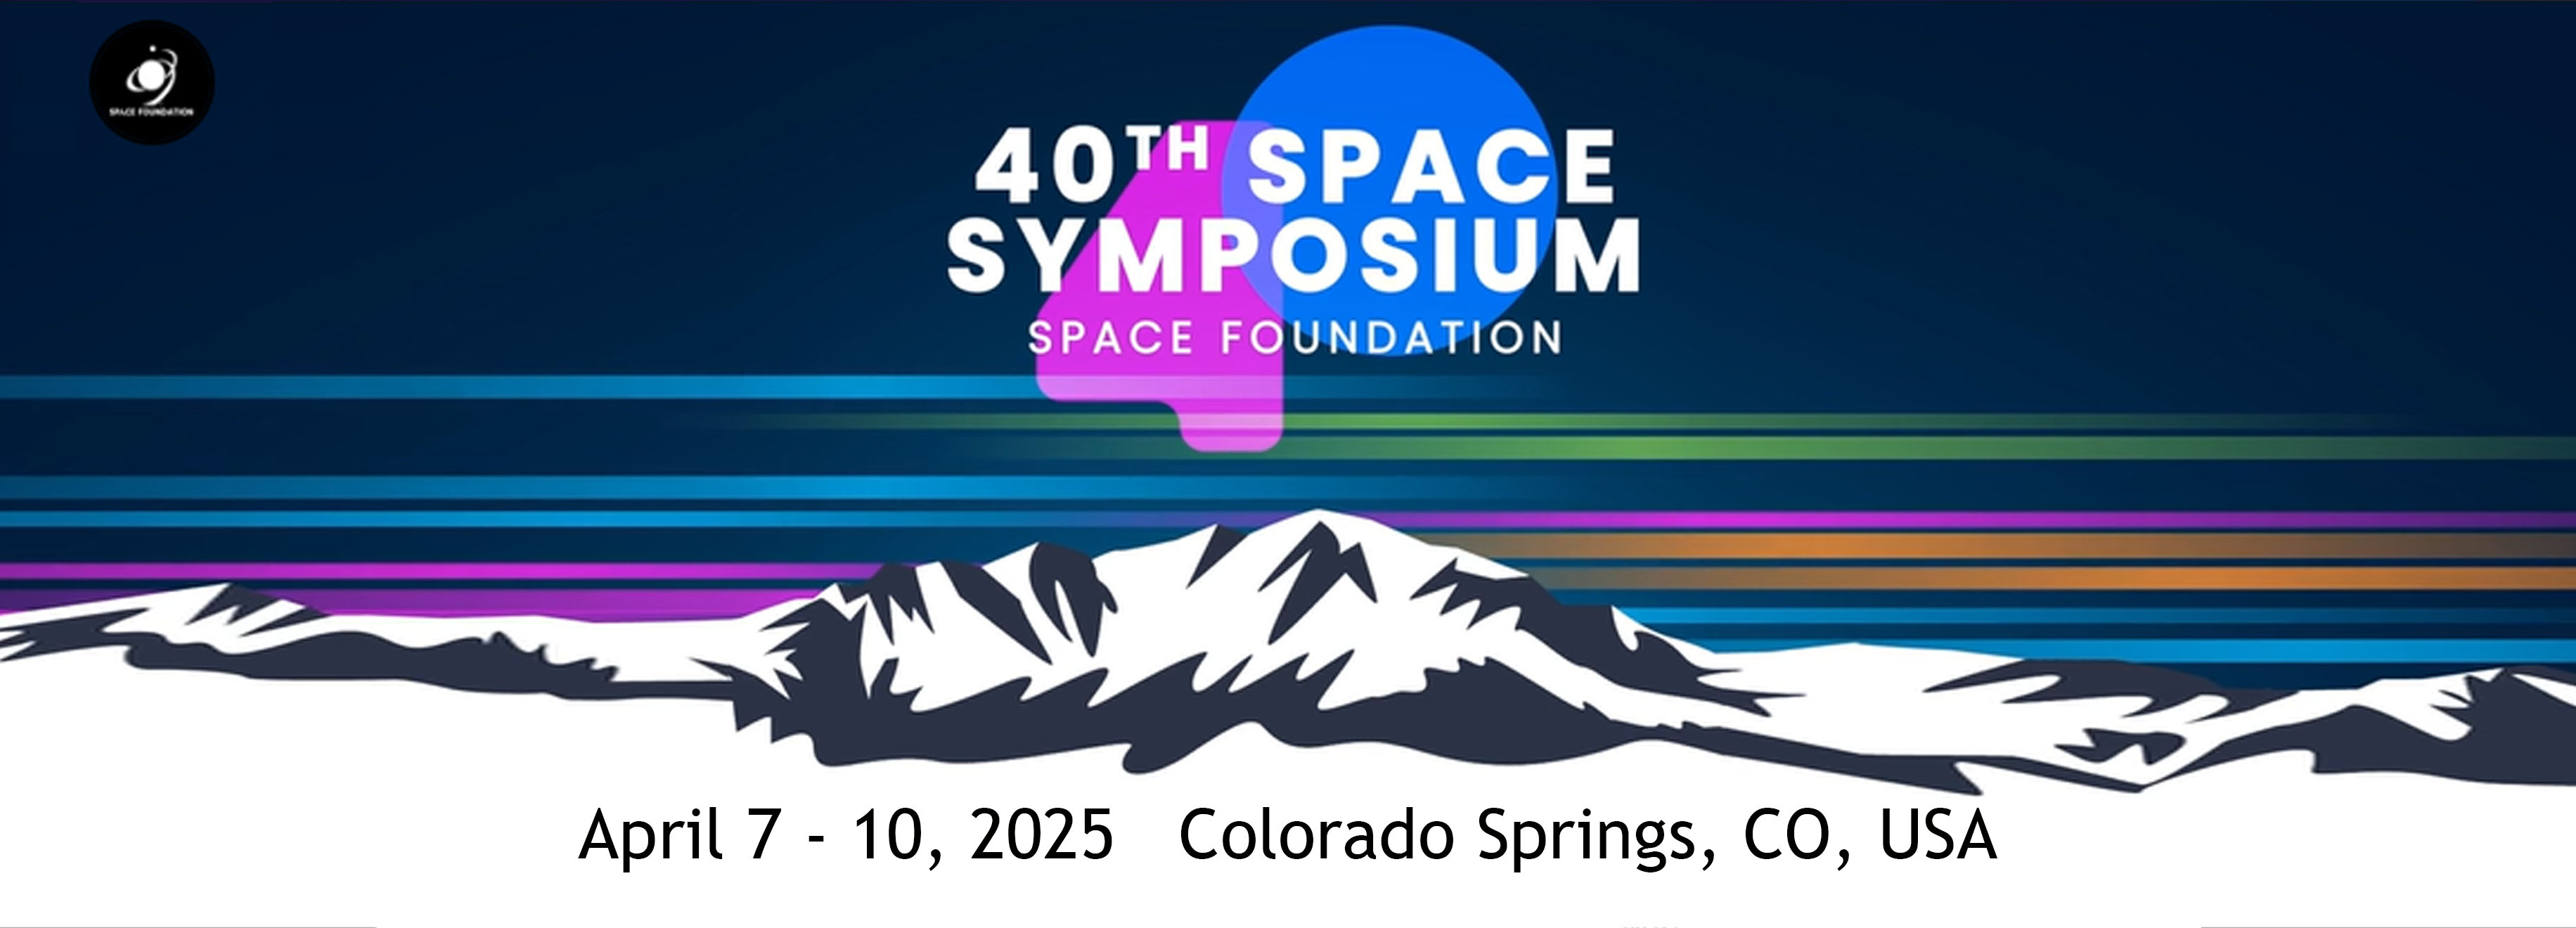 SPACE FOUNDATION
40TH SPACE
SYMPOSIUM
SPACE FOUNDATION
April 7 - 10, 2025 Colorado Springs, CO, USA